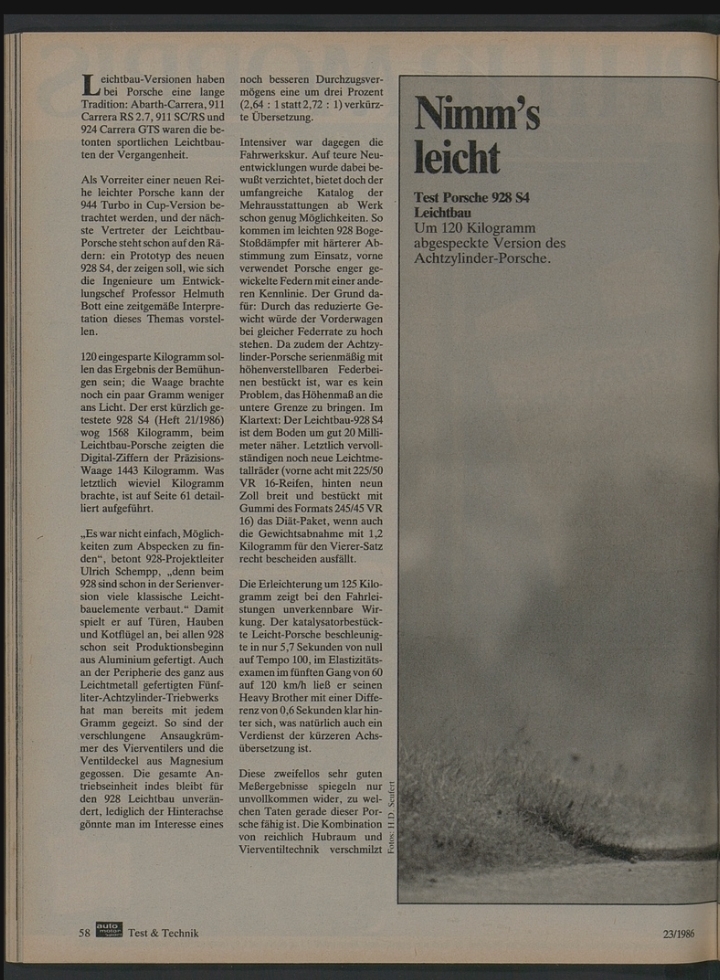 Leichtbau-Versionen haben
bei Porsche eine lange
Tradition: Abarth-Carrera, 911
Carrera RS 2.7, 911 SC/RS und
924 Carrera GTS waren die be-
tonten sportlichen Leichtbau-
ten der Vergangenheit.
Als Vorreiter einer neuen Rei-
he leichter Porsche kann der
944 Turbo in Cup-Version be-
trachtet werden, und der näch-
ste Vertreter der Leichtbau-
Porsche steht schon auf den Rä-
dern: ein Prototyp des neuen
928 S4, der zeigen soll, wie sich
die Ingenieure um Entwick-
lungschef Professor Helmuth
Bott eine zeitgemäße Interpre-
tation dieses Themas vorstel-
len.
120 eingesparte Kilogramm sol-
len das Ergebnis der Bemühun-
gen sein; die Waage brachte
noch ein paar Gramm weniger
ans Licht. Der erst kürzlich ge-
testete 928 S4 (Heft 21/1986)
wog 1568 Kilogramm, beim
Leichtbau-Porsche zeigten die
Digital-Ziffern der Präzisions-
Waage 1443 Kilogramm. Was
letztlich wieviel Kilogramm
brachte, ist auf Seite 61 detail-
liert aufgeführt.
„Es war nicht einfach, Möglich-
keiten zum Abspecken zu fin-
den“, betont 928-Projektleiter
Ulrich Schempp, „denn beim
928 sind schon in der Serienver-
sion viele klassische Leicht-
bauelemente verbaut.“ Damit
spielt er auf Türen, Hauben
und Kotflügel an, bei allen 928
schon seit Produktionsbeginn
aus Aluminium gefertigt. Auch
an der Peripherie des ganz aus
Leichtmetall gefertigten Fünf-
liter-Achtzylinder-Triebwerks
hat man bereits mit jedem
Gramm gegeizt. So sind der
verschlungene Ansaugkrüm-
mer des Vierventilers und die
Ventildeckel aus Magnesium
gegossen. Die gesamte An-
triebseinheit indes bleibt für
den 928 Leichtbau unverän-
dert, lediglich der Hinterachse
gönnte man im Interesse eines
noch besseren Durchzugsver-
mögens eine um drei Prozent
(2,64 : 1 statt 2,72 : 1) verkürz-
te Übersetzung.
Intensiver war dagegen die
Fahrwerkskur. Auf teure Neu-
entwicklungen wurde dabei be-
wußt verzichtet, bietet doch der
umfangreiche Katalog der
Mehrausstattungen ab Werk
schon genug Möglichkeiten. So
kommen im leichten 928 Boge-
Stoßdämpfer mit härterer Ab-
stimmung zum Einsatz, vorne
verwendet Porsche enger ge-
wickelte Federn mit einer ande-
ren Kennlinie. Der Grund da-
für: Durch das reduzierte Ge-
wicht würde der Vorderwagen
bei gleicher Federrate zu hoch
stehen. Da zudem der Achtzy-
linder-Porsche serienmäßig mit
höhenverstellbaren Federbei-
nen bestückt ist, war es kein
Problem, das Höhenmaß an die
untere Grenze zu bringen. Im
Klartext: Der Leichtbau-928 S4
ist dem Boden um gut 20 Milli-
meter näher. Letztlich vervoll-
ständigen noch neue Leichtme-
tallräder (vorne acht mit 225/50
VR 16-Reifen, hinten neun
Zoll breit und bestückt mit
Gummi des Formats 245/45 VR
16) das Diät-Paket, wenn auch
die Gewichtsabnahme mit 1,2
Kilogramm für den Vierer-Satz
recht bescheiden ausfällt.
Die Erleichterung um 125 Kilo-
gramm zeigt bei den Fahrlei-
stungen unverkennbare Wir-
kung. Der katalysatorbestück-
te Leicht-Porsche beschleunig-
te in nur 5,7 Sekunden von null
auf Tempo 100, im Elastizitäts-
examen im fünften Gang von 60
auf 120 km/h ließ er seinen
Heavy Brother mit einer Diffe-
renz von 0,6 Sekunden klar hin-
ter sich, was natürlich auch ein
Verdienst der kürzeren Achs-
übersetzung ist.
Diese zweifellos sehr guten
Meßergebnisse spiegeln nur
unvollkommen wider, zu wel-
chen Taten gerade dieser Por-
sche fähig ist. Die Kombination
von reichlich Hubraum und
Vierventiltechnik verschmilzt
Fotos: H.D. Seufert
Nimm's
leicht
Test Porsche 928 S4
Leichtbau
Um 120 Kilogramm
abgespeckte Version des
Achtzylinder-Porsche.
58 auto motor Test & Technik
23/1986